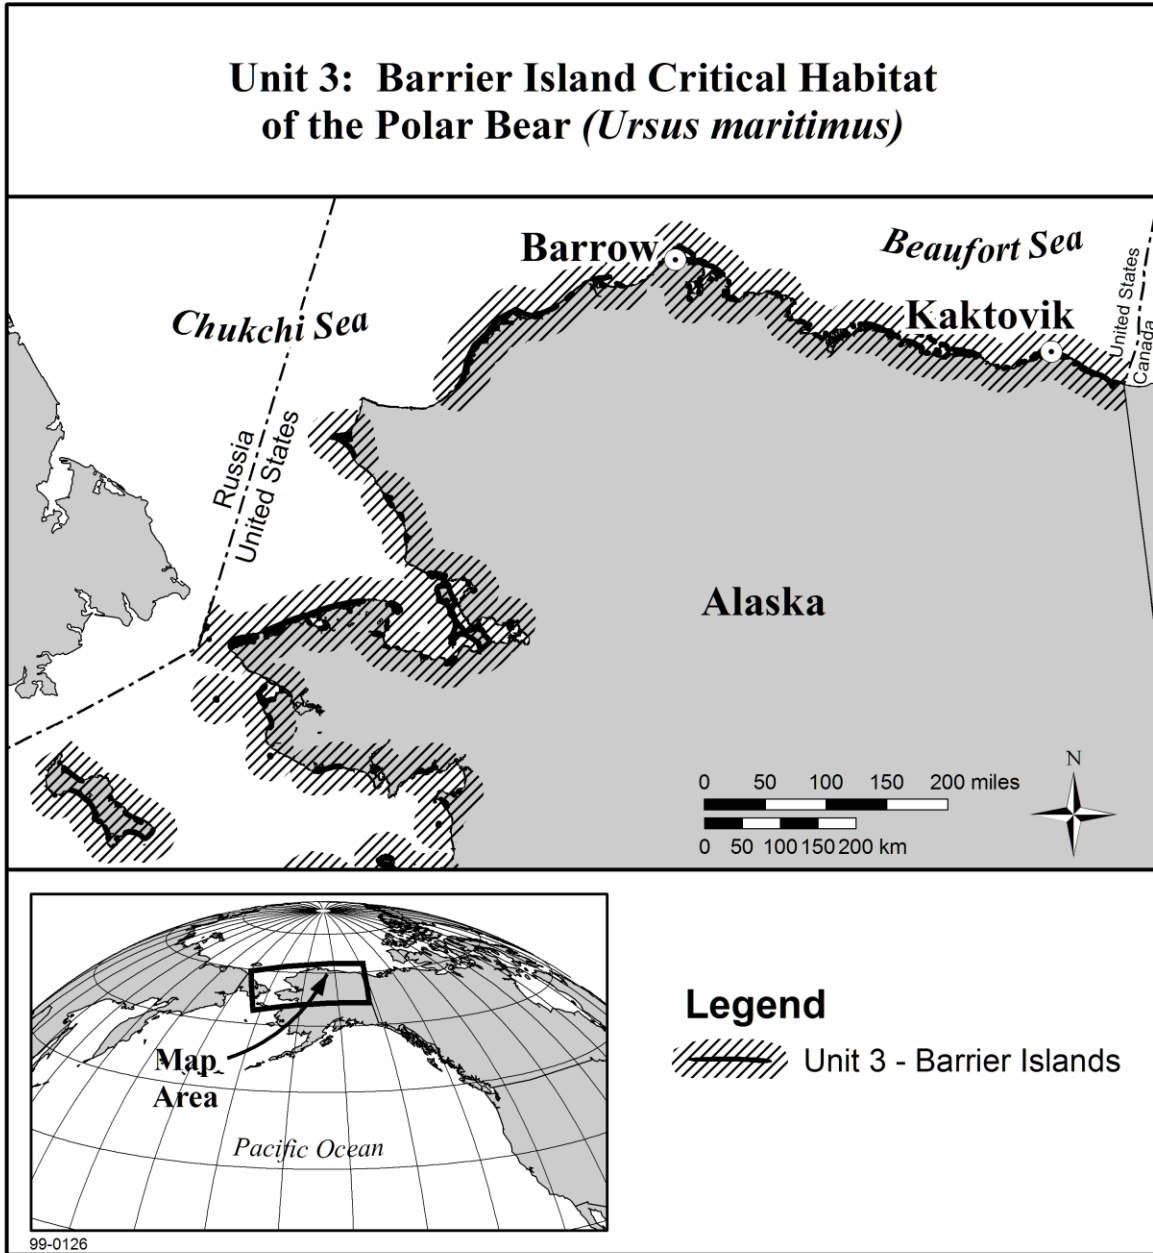 Unit 3: Barrier Island Critical Habitat
of the Polar Bear (Ursus maritimus)
Barrow
Beaufort Sea
Chukchi Sea
Kaktovik
United States
Canada
Russia
United States
Alaska
N
0 50 100 150 200 miles
0 50 100 150 200 km
Map
Area
Pacific Ocean
Legend
Unit 3 - Barrier Islands
99-0126